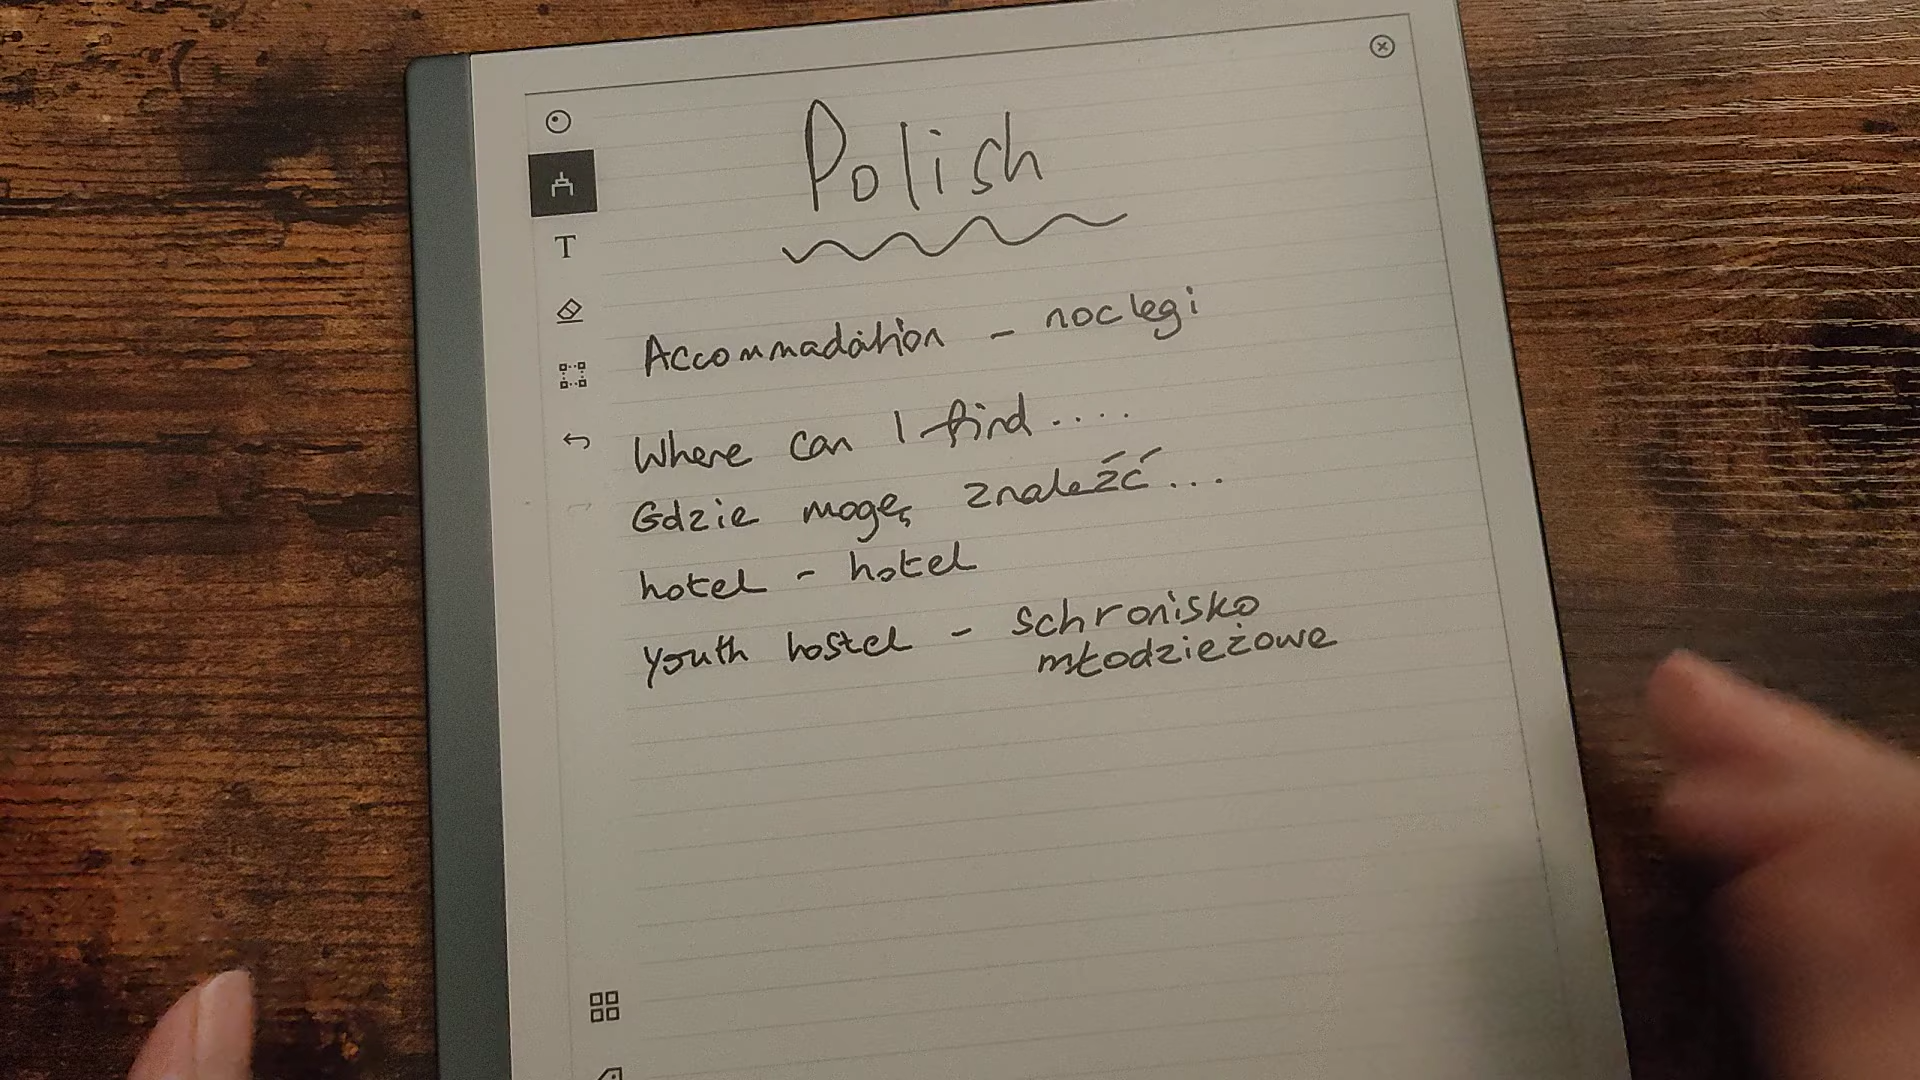 Polish
T
Accommadation - noclegi
Where can I find ....
Gdzie mogę znaleźć ...
hotel - hotel
youth hostel - schronisko
młodzieżowe